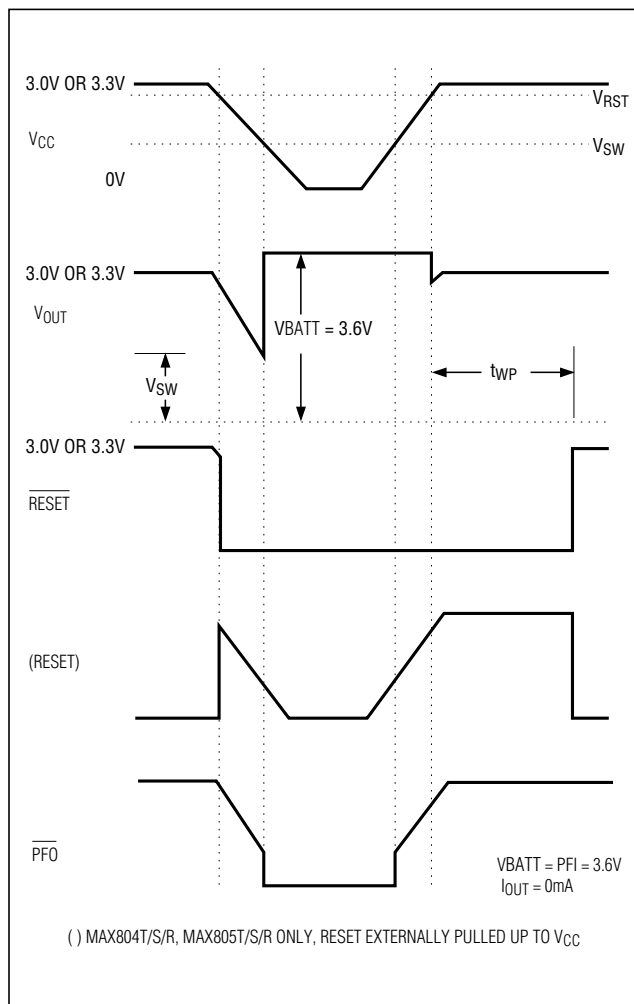 3.0V OR 3.3V
VRST
VCC
VSW
0V
3.0V OR 3.3V
VOUT
VBATT = 3.6V
VSW
tWP
3.0V OR 3.3V
RESET
(RESET)
PFO
VBATT = PFI = 3.6V
IOUT = 0mA
( ) MAX804T/S/R, MAX805T/S/R ONLY, RESET EXTERNALLY PULLED UP TO VCC